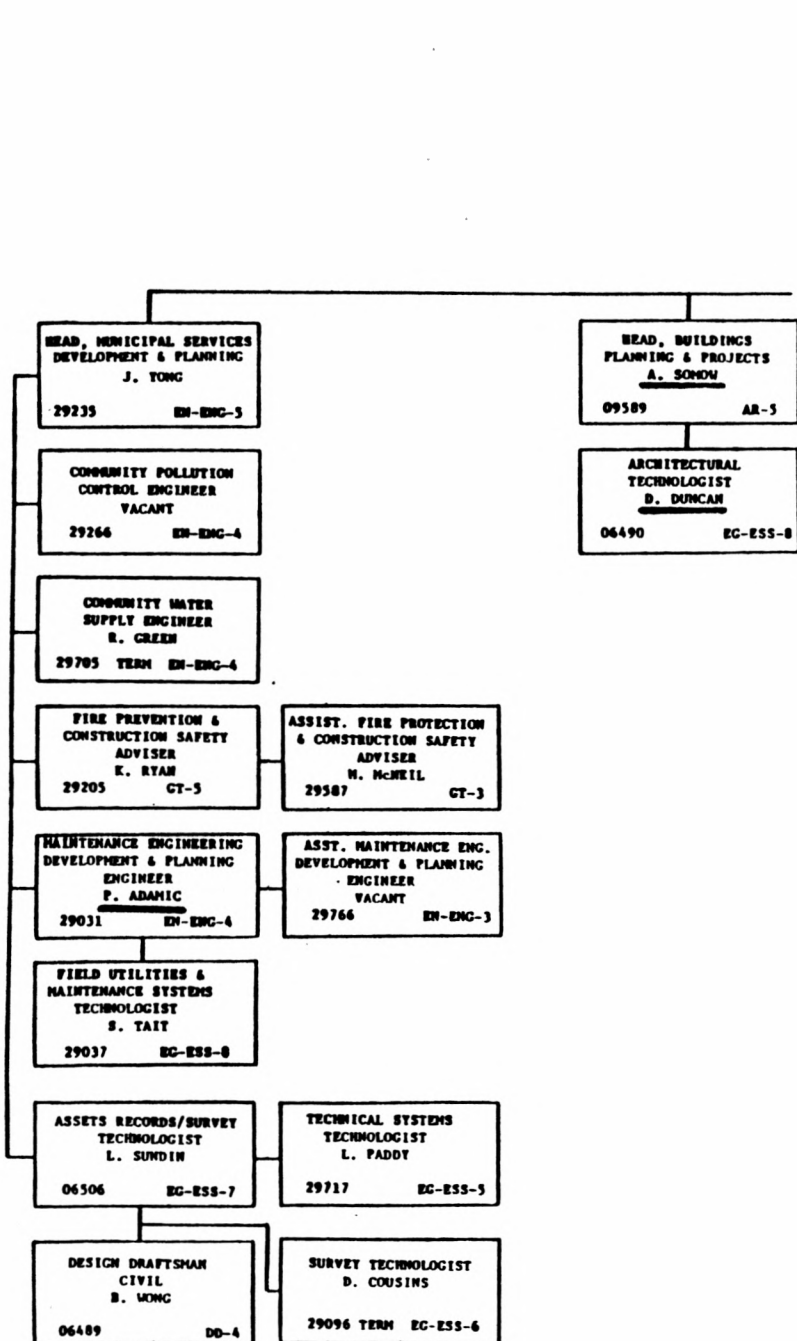 HEAD, MUNICIPAL SERVICES
DEVELOPMENT & PLANNING
J. TONG
29235 EN-ENG-5
HEAD, BUILDINGS
PLANNING & PROJECTS
A. SOMOW
09589 AR-5
COMMUNITY POLLUTION
CONTROL ENGINEER
VACANT
29266 EN-ENG-4
ARCHITECTURAL
TECHNOLOGIST
D. DUNCAN
06490 EG-ESS-8
COMMUNITY WATER
SUPPLY ENGINEER
R. GREEN
29705 TERM EN-ENG-4
FIRE PREVENTION &
CONSTRUCTION SAFETY
ADVISER
K. RYAN
29205 GT-5
ASSIST. FIRE PROTECTION
& CONSTRUCTION SAFETY
ADVISER
N. McNEIL
29587 GT-3
MAINTENANCE ENGINEERING
DEVELOPMENT & PLANNING
ENGINEER
P. ADAMIC
29031 EN-ENG-4
ASST. MAINTENANCE ENG.
DEVELOPMENT & PLANNING
ENGINEER
VACANT
29766 EN-ENG-3
FIELD UTILITIES &
MAINTENANCE SYSTEMS
TECHNOLOGIST
S. TAIT
29037 EG-ESS-8
ASSETS RECORDS/SURVEY
TECHNOLOGIST
L. SUNDIN
06506 EG-ESS-7
TECHNICAL SYSTEMS
TECHNOLOGIST
L. PADDY
29717 EG-ESS-5
DESIGN DRAFTSMAN
CIVIL
B. WONG
06489 DD-4
SURVEY TECHNOLOGIST
D. COUSINS
29096 TERM EG-ESS-6